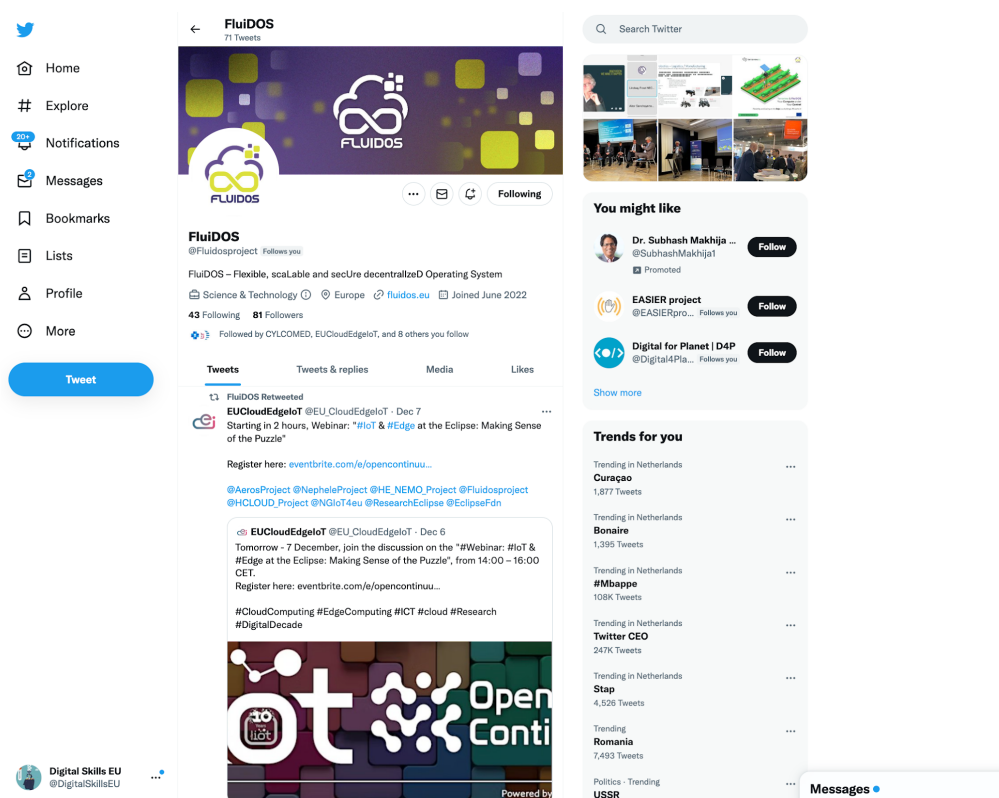 Home
Explore
20+
Notifications
2
Messages
Bookmarks
Lists
Profile
More
Tweet
Digital Skills EU
@DigitalSkillsEU
FluiDOS
71 Tweets
FLUIDOS
FLUIDOS
Following
FluiDOS
@Fluidosproject Follows you
FluiDOS – Flexible, scaLable and secUre decentralIzeD Operating System
Science & Technology Europe fluidos.eu Joined June 2022
43 Following 81 Followers
Followed by CYLCOMED, EUCloudEdgeIoT, and 8 others you follow
Tweets Tweets & replies Media Likes
FluiDOS Retweeted
EUCloudEdgeIoT @EU_CloudEdgeIoT · Dec 7
Starting in 2 hours, Webinar: "#IoT & #Edge at the Eclipse: Making Sense
of the Puzzle"
Register here: eventbrite.com/e/opencontinuu...
@AerosProject @NepheleProject @HE_NEMO_Project @Fluidosproject
@HCLOUD_Project @NGIoT4eu @ResearchEclipse @EclipseFdn
EUCloudEdgeIoT @EU_CloudEdgeIoT · Dec 6
Tomorrow - 7 December, join the discussion on the "#Webinar: #IoT &
#Edge at the Eclipse: Making Sense of the Puzzle", from 14:00 – 16:00
CET.
Register here: eventbrite.com/e/opencontinuu...
#CloudComputing #EdgeComputing #ICT #cloud #Research
#DigitalDecade
ot
10
Years
iiot
Open
Conti
Powered by
Search Twitter
You might like
Dr. Subhash Makhija ...
@SubhashMakhija1
Promoted
Follow
EASIER project
@EASIERpro... Follows you
Follow
Digital for Planet | D4P
@Digital4Pla... Follows you
Follow
Show more
Trends for you
Trending in Netherlands
Curaçao
1,877 Tweets
Trending in Netherlands
Bonaire
1,395 Tweets
Trending in Netherlands
#Mbappe
108K Tweets
Trending in Netherlands
Twitter CEO
247K Tweets
Trending in Netherlands
Stap
4,526 Tweets
Trending
Romania
7,493 Tweets
Politics · Trending
USSR
Messages